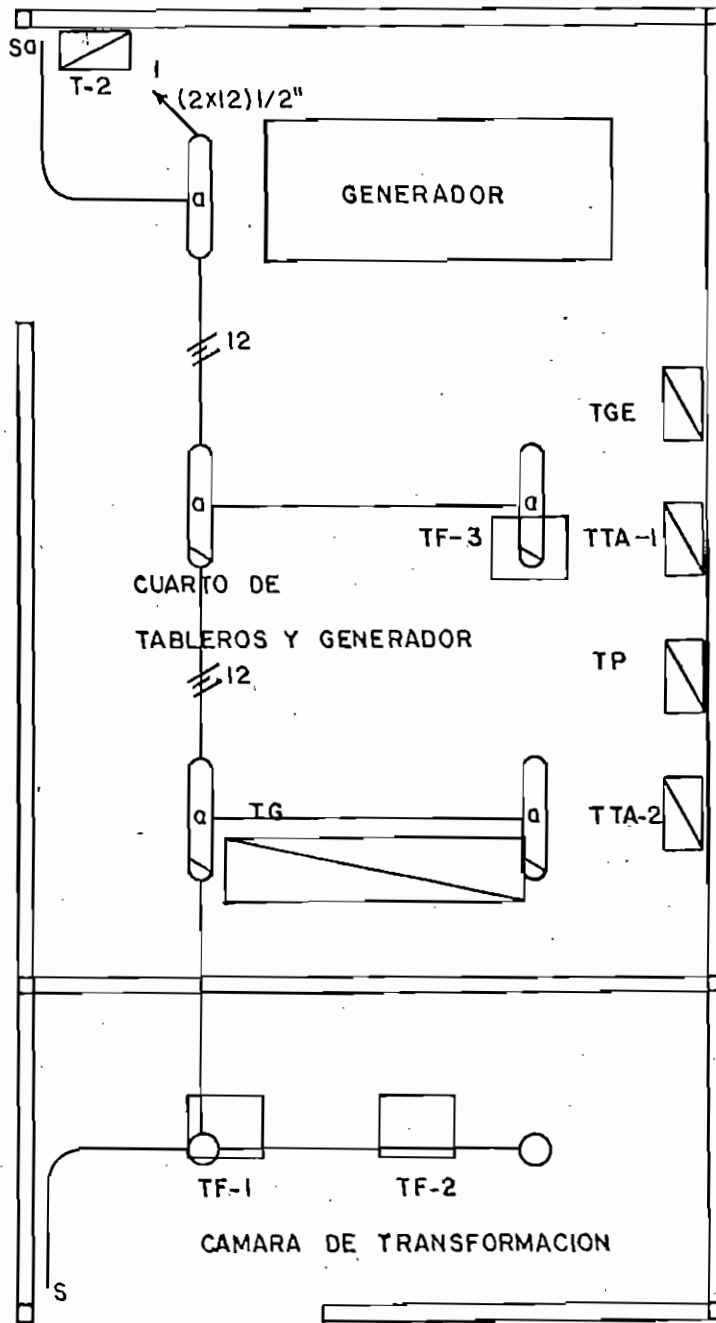 Sa
T-2
1
(2x12) 1/2"
a
GENERADOR
12
TGE
a
a
TF-3
TTA-1
CUARTO DE
TABLEROS Y GENERADOR
TP
12
a
TG
a
TTA-2
TF-1
TF-2
CAMARA DE TRANSFORMACION
S